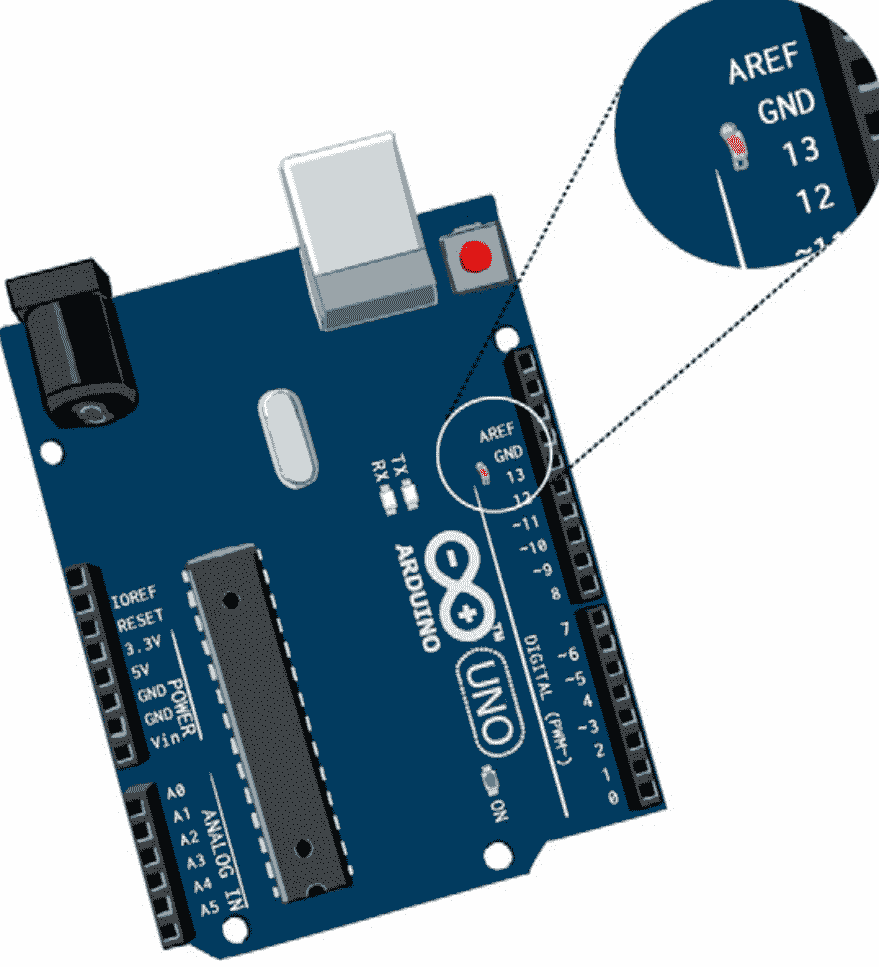 AREF
GND
13
12
~11
AREF
GND
13
12
~11
~10
~9
8
7
~6
~5
4
~3
2
1
0
DIGITAL (PWM~)
TX
RX
ARDUINO
TM
UNO
ON
IOREF
RESET
3.3V
5V
GND
GND
Vin
POWER
A0
A1
A2
A3
A4
A5
ANALOG IN